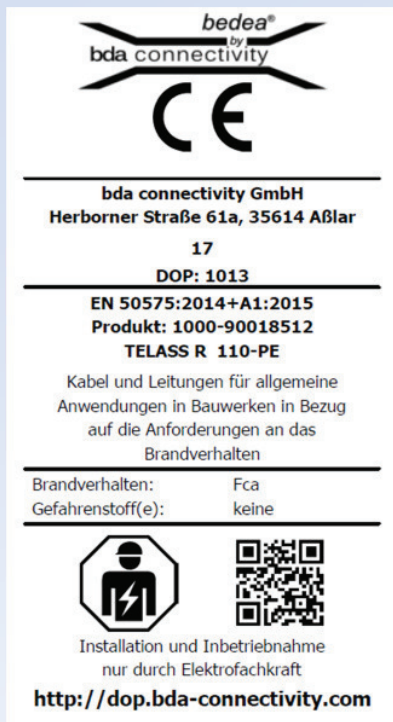 bedea®
by
bda connectivity
CE
bda connectivity GmbH
Herborner Straße 61a, 35614 Aßlar
17
DOP: 1013
EN 50575:2014+A1:2015
Produkt: 1000-90018512
TELASS R 110-PE
Kabel und Leitungen für allgemeine
Anwendungen in Bauwerken in Bezug
auf die Anforderungen an das
Brandverhalten
Brandverhalten: Fca
Gefahrenstoff(e): keine
Installation und Inbetriebnahme
nur durch Elektrofachkraft
http://dop.bda-connectivity.com